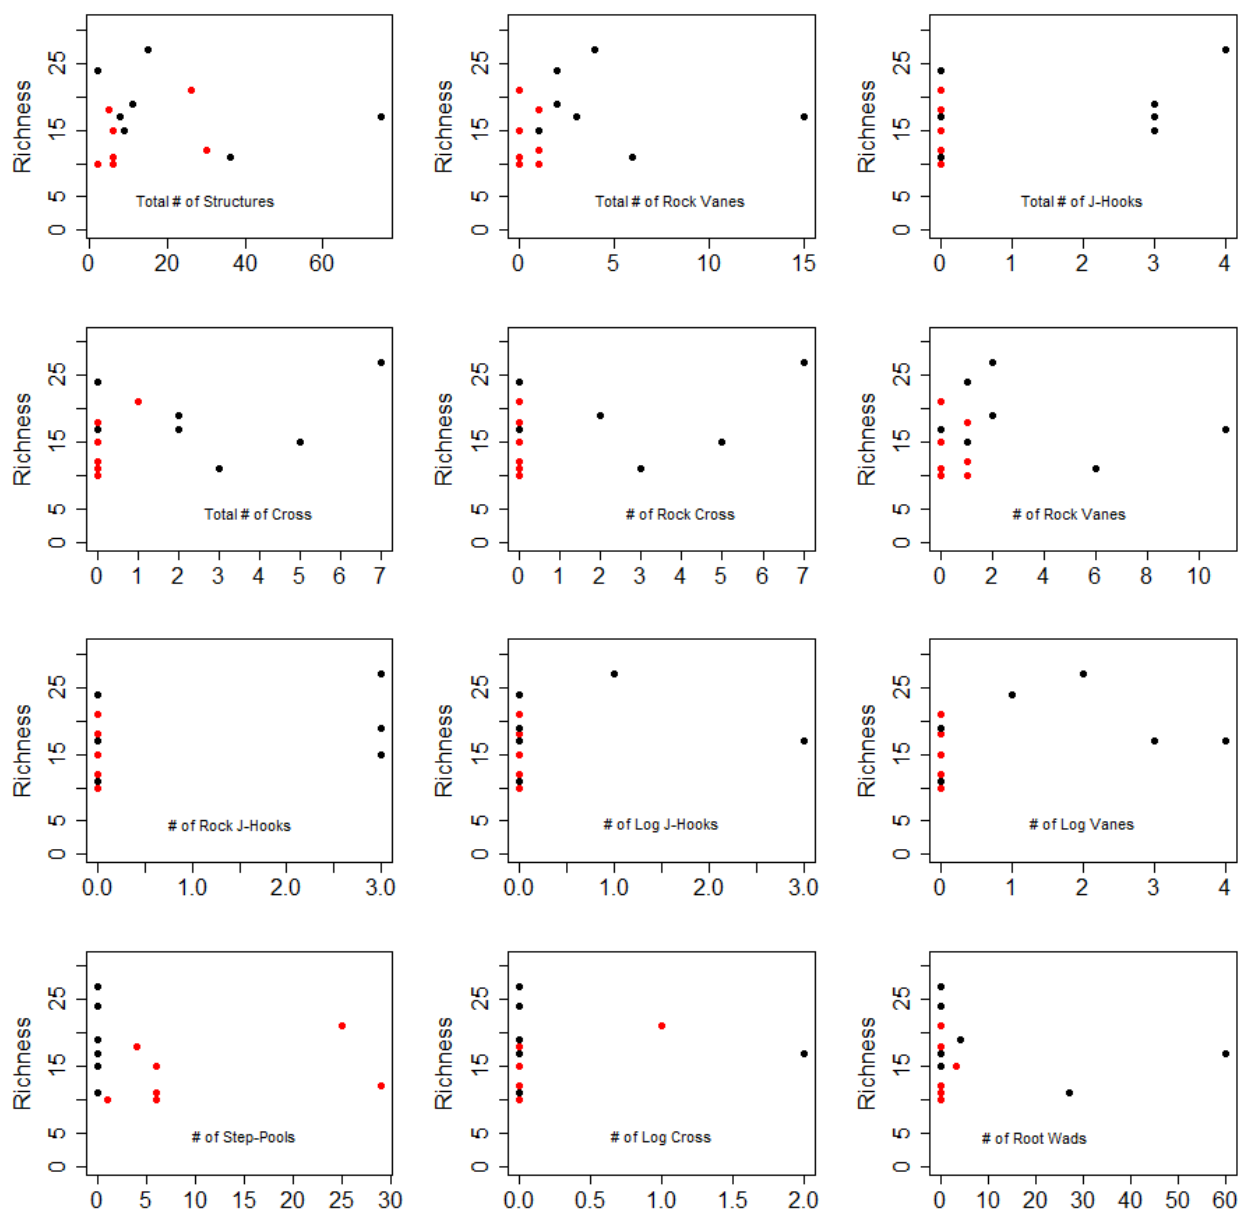 Richness
25
15
5
0
Total # of Structures
0 20 40 60
Richness
25
15
5
0
Total # of Rock Vanes
0 5 10 15
Richness
25
15
5
0
Total # of J-Hooks
0 1 2 3 4
Richness
25
15
5
0
Total # of Cross
0 1 2 3 4 5 6 7
Richness
25
15
5
0
# of Rock Cross
0 1 2 3 4 5 6 7
Richness
25
15
5
0
# of Rock Vanes
0 2 4 6 8 10
Richness
25
15
5
0
# of Rock J-Hooks
0.0 1.0 2.0 3.0
Richness
25
15
5
0
# of Log J-Hooks
0.0 1.0 2.0 3.0
Richness
25
15
5
0
# of Log Vanes
0 1 2 3 4
Richness
25
15
5
0
# of Step-Pools
0 5 10 15 20 25 30
Richness
25
15
5
0
# of Log Cross
0.0 0.5 1.0 1.5 2.0
Richness
25
15
5
0
# of Root Wads
0 10 20 30 40 50 60